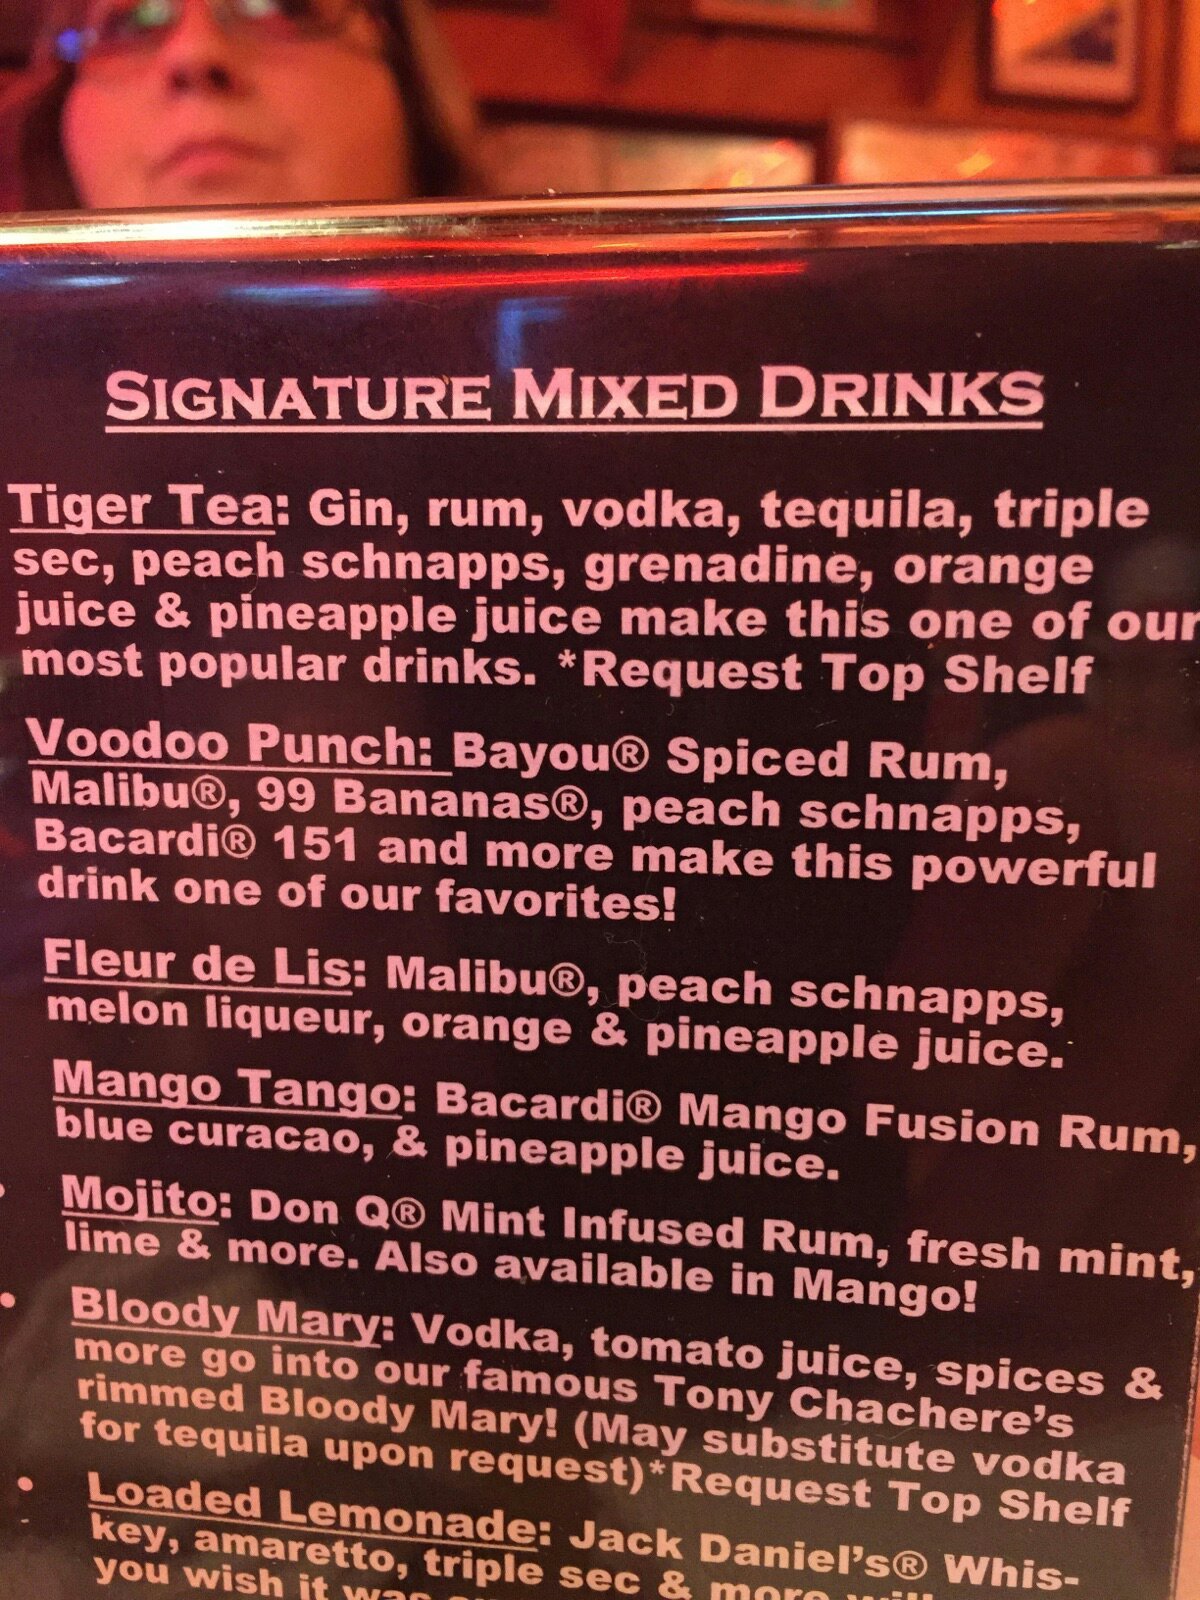 SIGNATURE MIXED DRINKS
Tiger Tea: Gin, rum, vodka, tequila, triple
sec, peach schnapps, grenadine, orange
juice & pineapple juice make this one of our
most popular drinks. *Request Top Shelf
Voodoo Punch: Bayou® Spiced Rum,
Malibu®, 99 Bananas®, peach schnapps,
Bacardi® 151 and more make this powerful
drink one of our favorites!
Fleur de Lis: Malibu®, peach schnapps,
melon liqueur, orange & pineapple juice.
Mango Tango: Bacardi® Mango Fusion Rum,
blue curacao, & pineapple juice.
Mojito: Don Q® Mint Infused Rum, fresh mint,
lime & more. Also available in Mango!
Bloody Mary: Vodka, tomato juice, spices &
more go into our famous Tony Chachere's
rimmed Bloody Mary! (May substitute vodka
for tequila upon request)*Request Top Shelf
Loaded Lemonade: Jack Daniel's® Whis-
key, amaretto, triple sec & more will
you wish it was